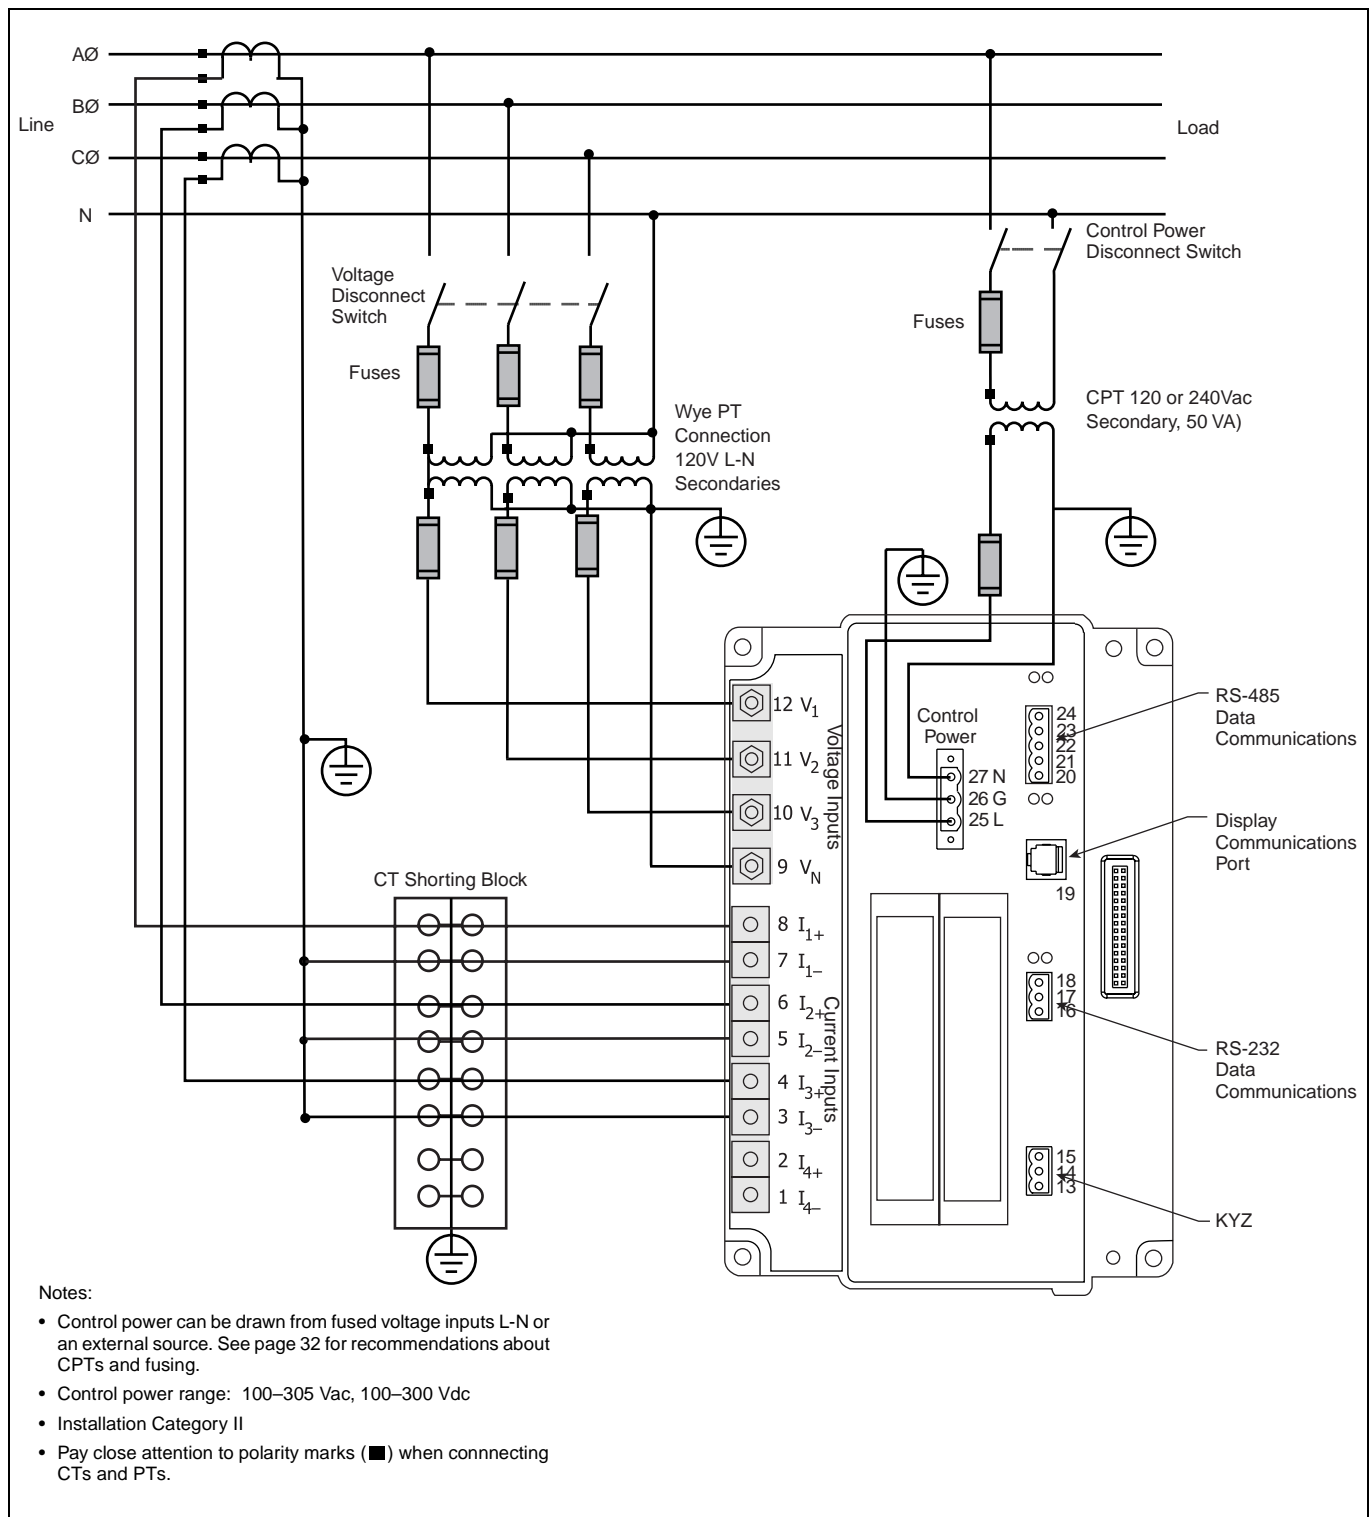 AØ
BØ
Line
Load
CØ
N
Control Power
Disconnect Switch
Voltage
Disconnect
Switch
Fuses
Fuses
CPT 120 or 240Vac
Secondary, 50 VA)
Wye PT
Connection
120V L-N
Secondaries
12 V1
11 V2
10 V3
9 VN
Voltage Inputs
Control
Power
27 N
26 G
25 L
24
23
22
21
20
RS-485
Data
Communications
Display
Communications
Port
19
CT Shorting Block
8 I1+
7 I1–
6 I2+
5 I2–
4 I3+
3 I3–
2 I4+
1 I4–
Current Inputs
18
17
16
RS-232
Data
Communications
15
14
13
KYZ
Notes:
• Control power can be drawn from fused voltage inputs L-N or
an external source. See page 32 for recommendations about
CPTs and fusing.
• Control power range: 100–305 Vac, 100–300 Vdc
• Installation Category II
• Pay close attention to polarity marks (■) when connnecting
CTs and PTs.